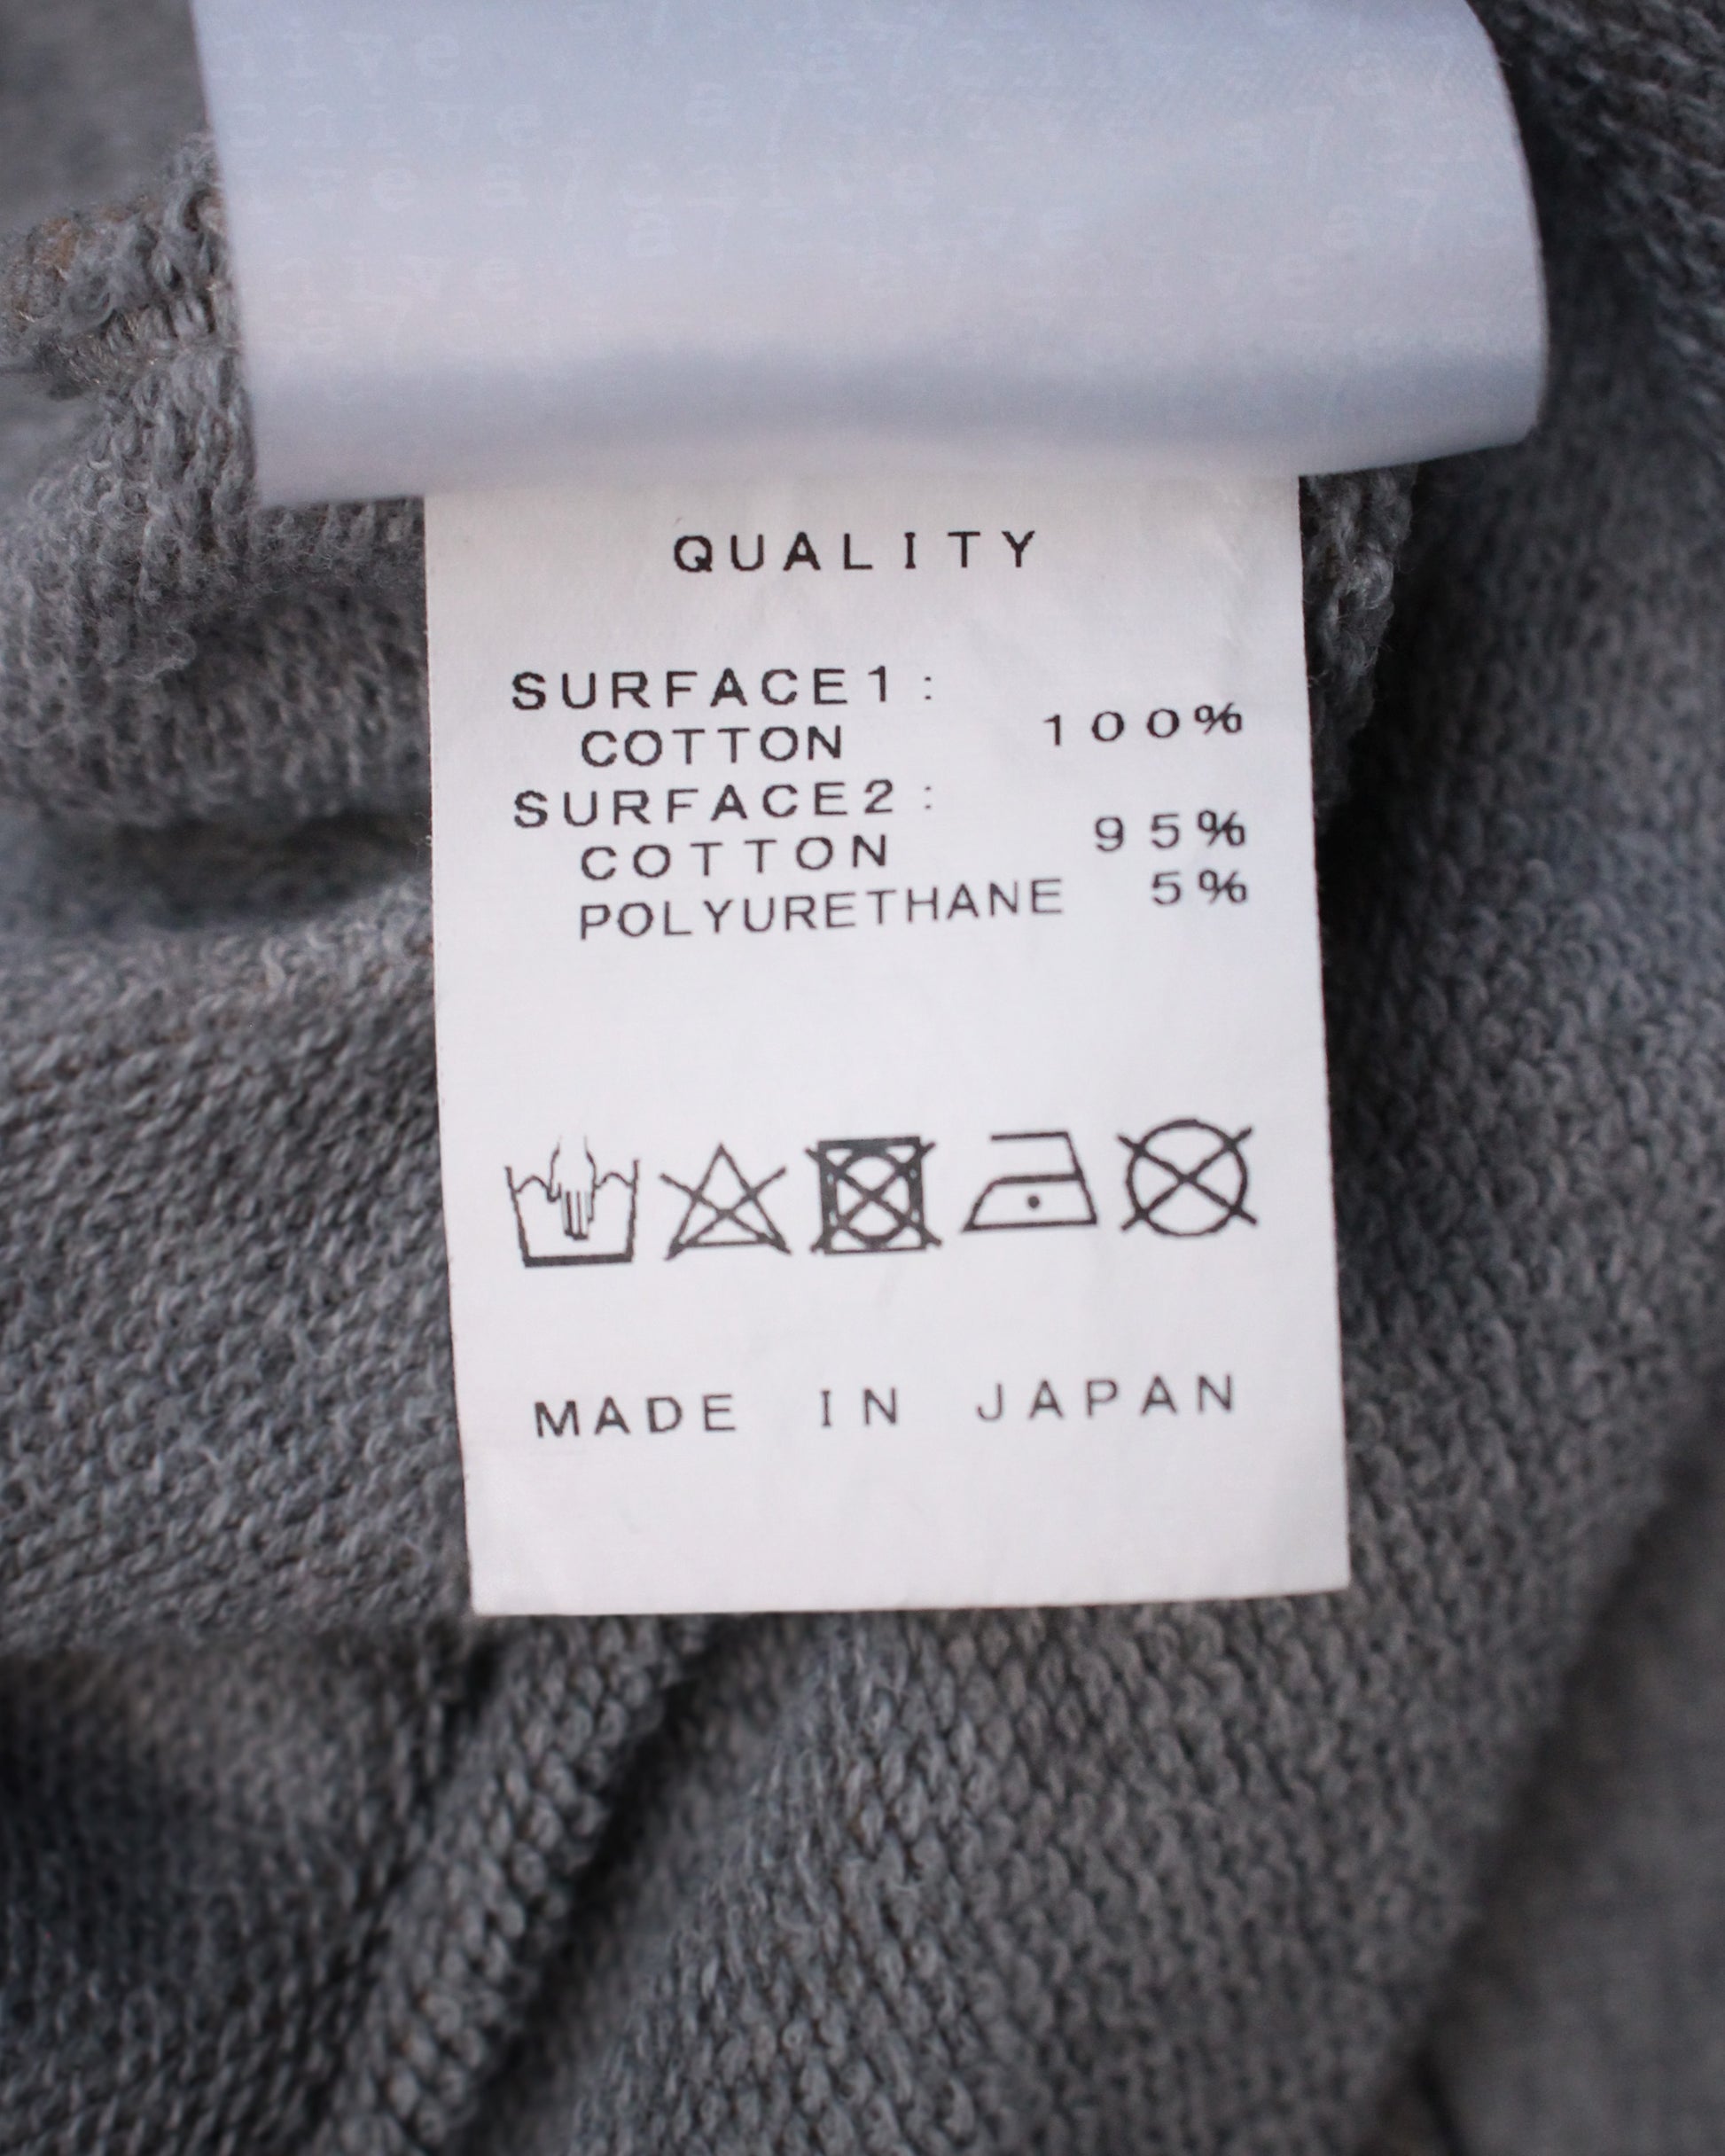 QUALITY
SURFACE1:
COTTON 100%
SURFACE2:
COTTON 95%
POLYURETHANE 5%
MADE IN JAPAN